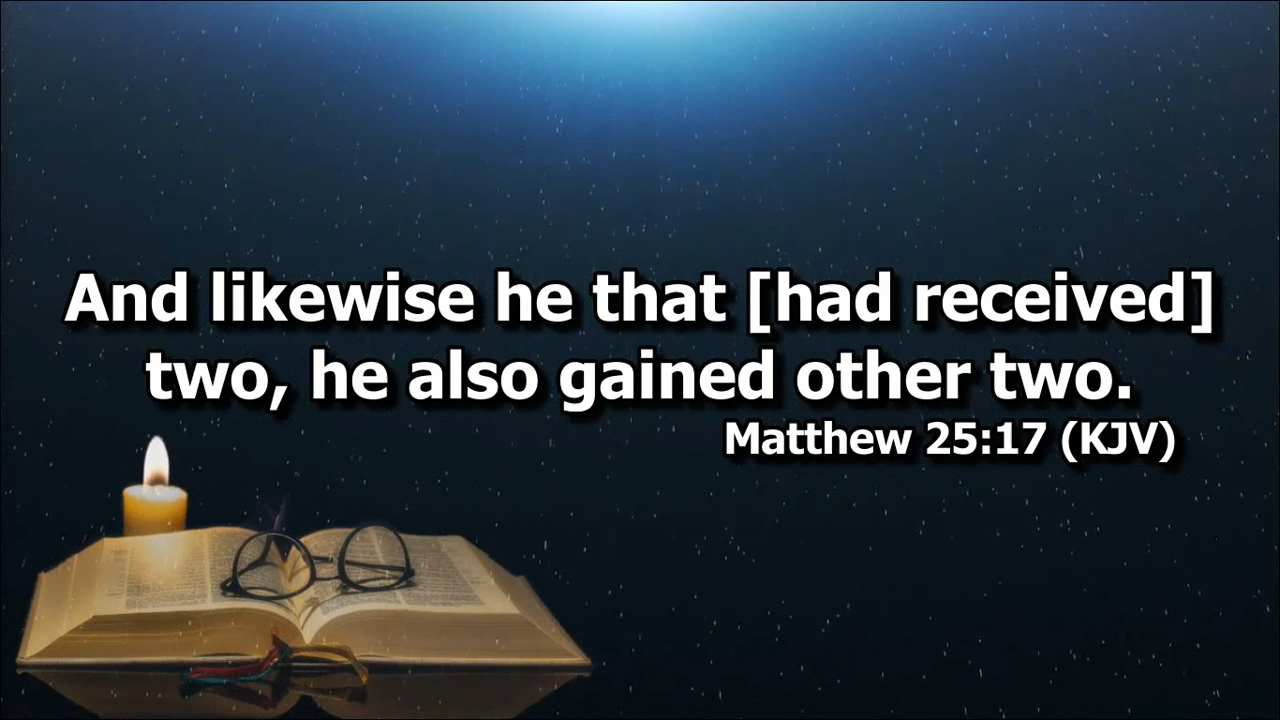 And likewise he that [had received]
two, he also gained other two.
Matthew 25:17 (KJV)